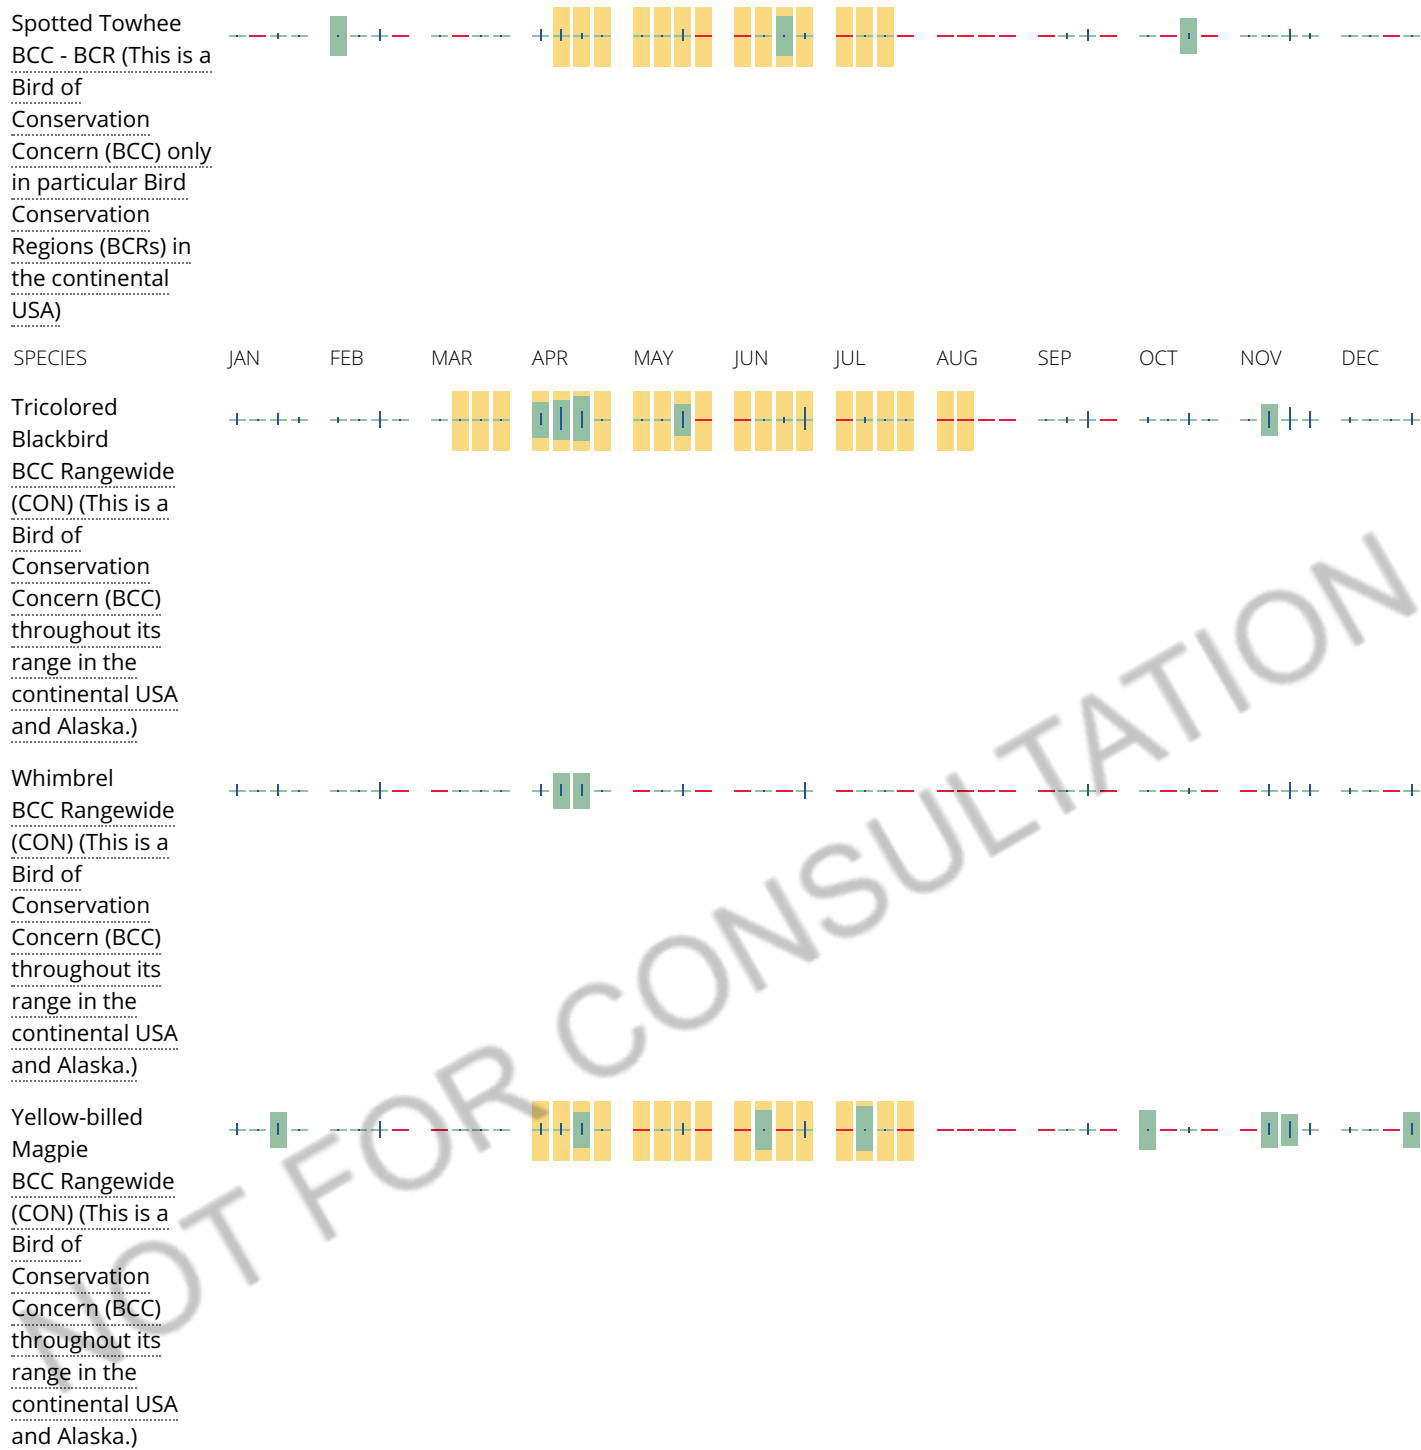 Spotted Towhee
BCC - BCR (This is a
Bird of
Conservation
Concern (BCC) only
in particular Bird
Conservation
Regions (BCRs) in
the continental
USA)
SPECIES JAN FEB MAR APR MAY JUN JUL AUG SEP OCT NOV DEC
Tricolored
Blackbird
BCC Rangewide
(CON) (This is a
Bird of
Conservation
Concern (BCC)
throughout its
range in the
continental USA
and Alaska.)
Whimbrel
BCC Rangewide
(CON) (This is a
Bird of
Conservation
Concern (BCC)
throughout its
range in the
continental USA
and Alaska.)
Yellow-billed
Magpie
BCC Rangewide
(CON) (This is a
Bird of
Conservation
Concern (BCC)
throughout its
range in the
continental USA
and Alaska.)
NOT FOR CONSULTATION